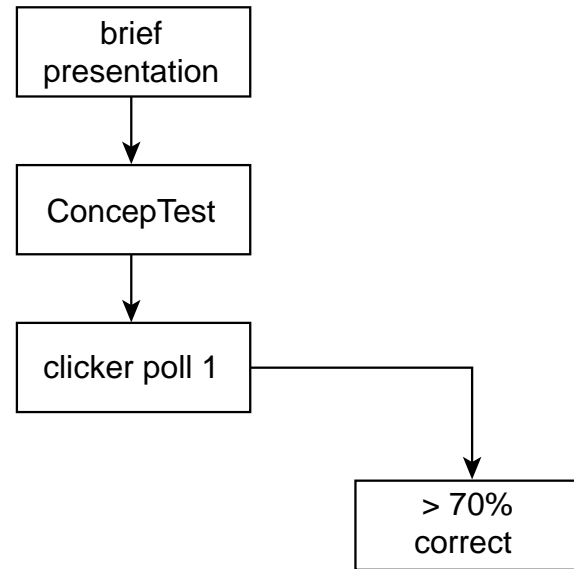 brief
presentation
ConcepTest
clicker poll 1
> 70%
correct